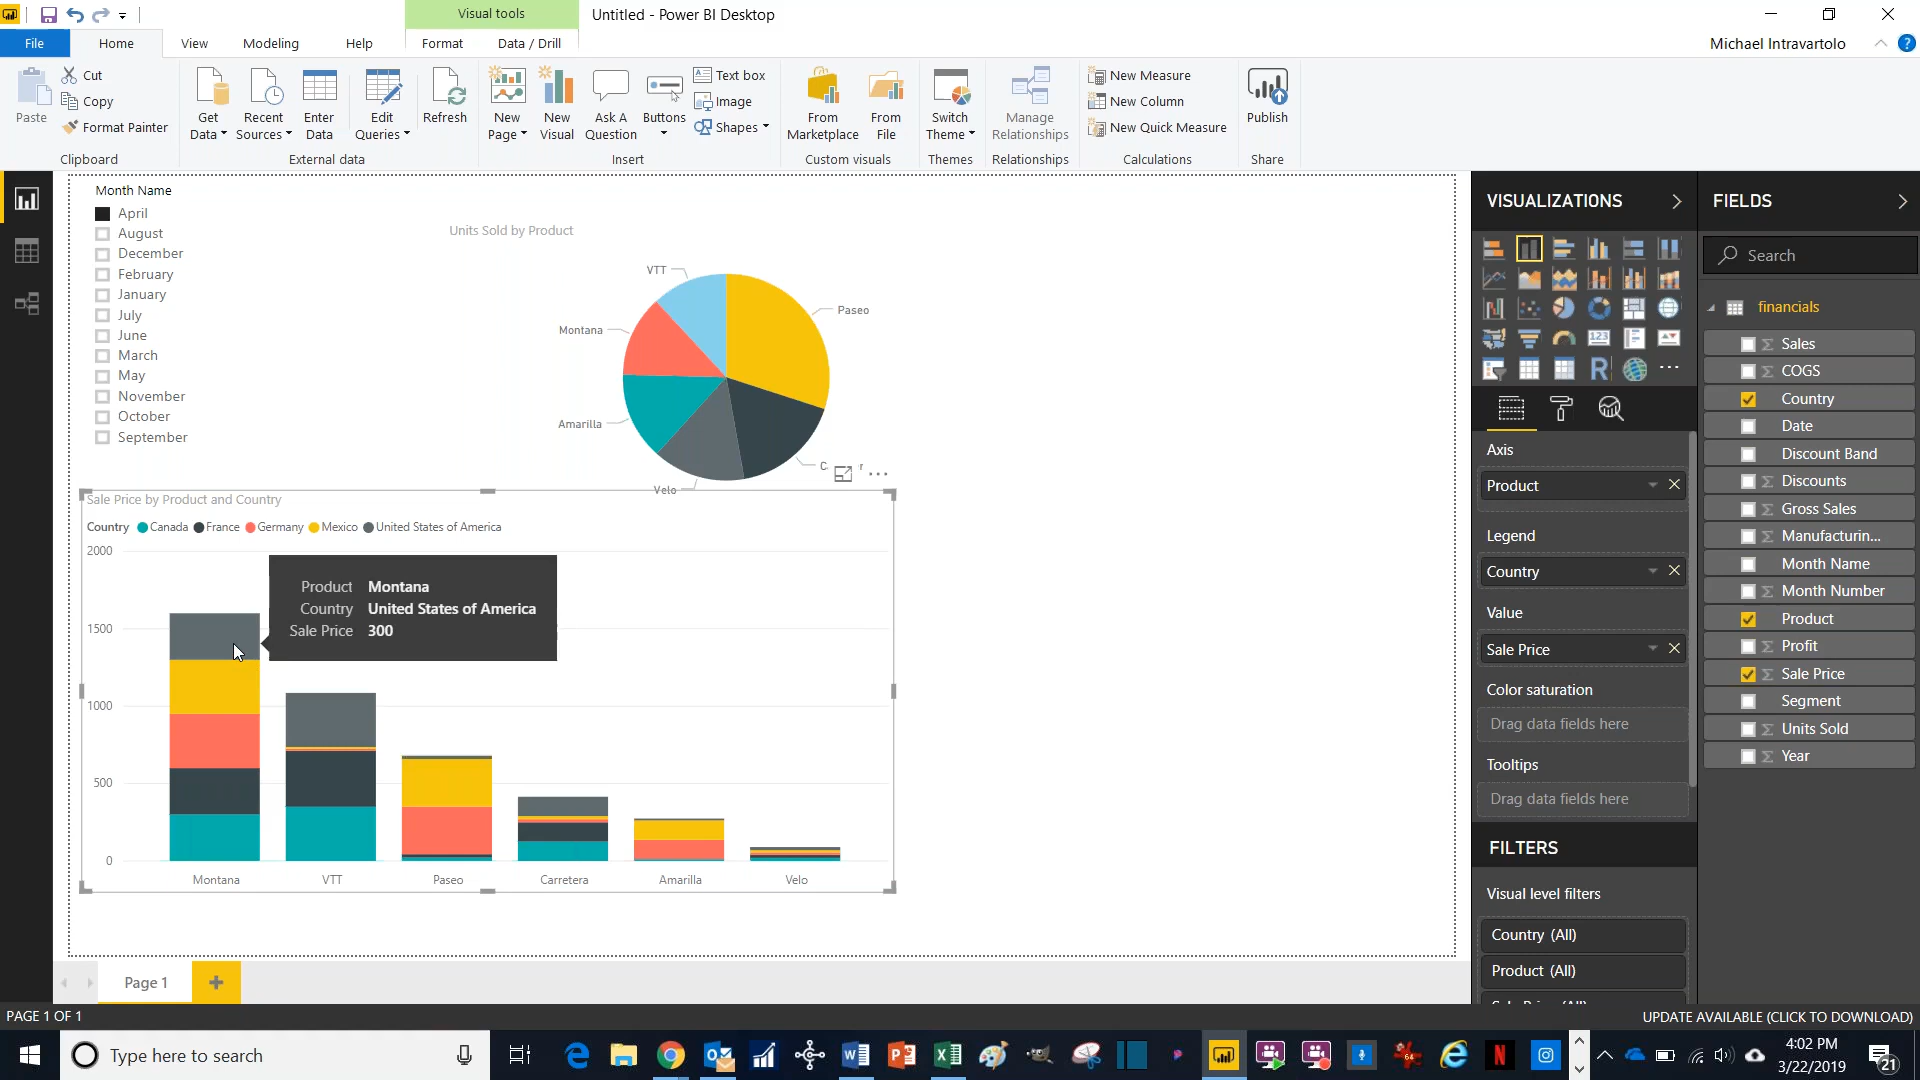 Visual tools
Untitled - Power BI Desktop
File
Home
View
Modeling
Help
Format
Data / Drill
Michael Intravartolo
?
Paste
Cut
Copy
Format Painter
Clipboard
Get Data
Recent Sources
Enter Data
Edit Queries
Refresh
External data
New Page
New Visual
Ask A Question
Buttons
Text box
Image
Shapes
Insert
From Marketplace
From File
Custom visuals
Switch Theme
Themes
Manage Relationships
Relationships
New Measure
New Column
New Quick Measure
Calculations
Publish
Share
Month Name
April
August
December
February
January
July
June
March
May
November
October
September
Units Sold by Product
VTT
Paseo
Montana
Amarilla
Velo
Sale Price by Product and Country
Country Canada France Germany Mexico United States of America
2000
1500
1000
500
0
Product Montana
Country United States of America
Sale Price 300
Montana
VTT
Paseo
Carretera
Amarilla
Velo
VISUALIZATIONS
123
R
Axis
Product
Legend
Country
Value
Sale Price
Color saturation
Drag data fields here
Tooltips
Drag data fields here
FILTERS
Visual level filters
Country (All)
Product (All)
FIELDS
Search
financials
Sales
COGS
Country
Date
Discount Band
Discounts
Gross Sales
Manufacturin...
Month Name
Month Number
Product
Profit
Sale Price
Segment
Units Sold
Year
Page 1
PAGE 1 OF 1
UPDATE AVAILABLE (CLICK TO DOWNLOAD)
Type here to search
64
4:02 PM
3/22/2019
21